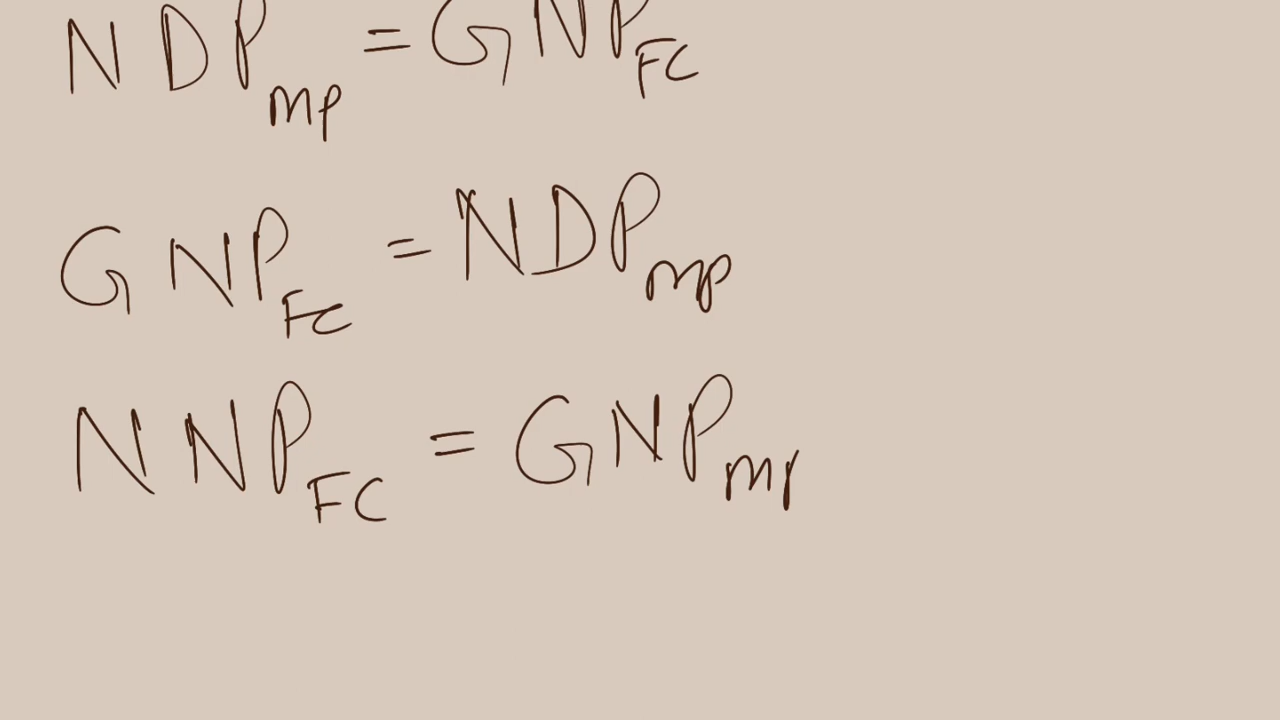 NDPmp = GNPFC
GNPFC = NDPmp
NNPFC = GNPmp